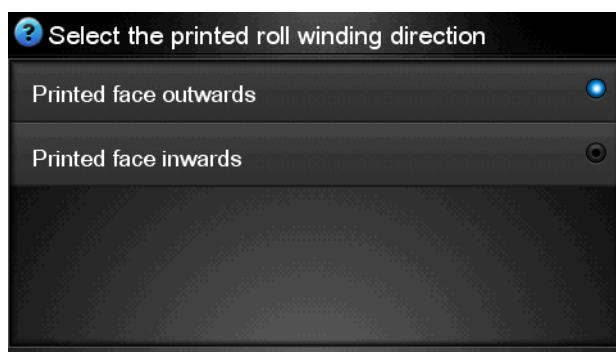 Select the printed roll winding direction
Printed face outwards
Printed face inwards